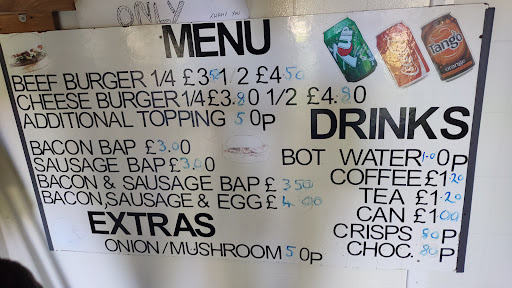 ONLY
MENU
BEEF BURGER 1/4 £3.50 1/2 £4.50
CHEESE BURGER 1/4 £3.80 1/2 £4.80
ADDITIONAL TOPPING 50p
DRINKS
BACON BAP £3.00
SAUSAGE BAP £3.00
BACON & SAUSAGE BAP £ 3.50
BACON, SAUSAGE & EGG £ 4.00
EXTRAS
ONION/MUSHROOM 50p
BOT WATER 1.00p
COFFEE £1.20
TEA £1.20
CAN £1.00
CRISPS 80p
CHOC. 80p
Tango
orange